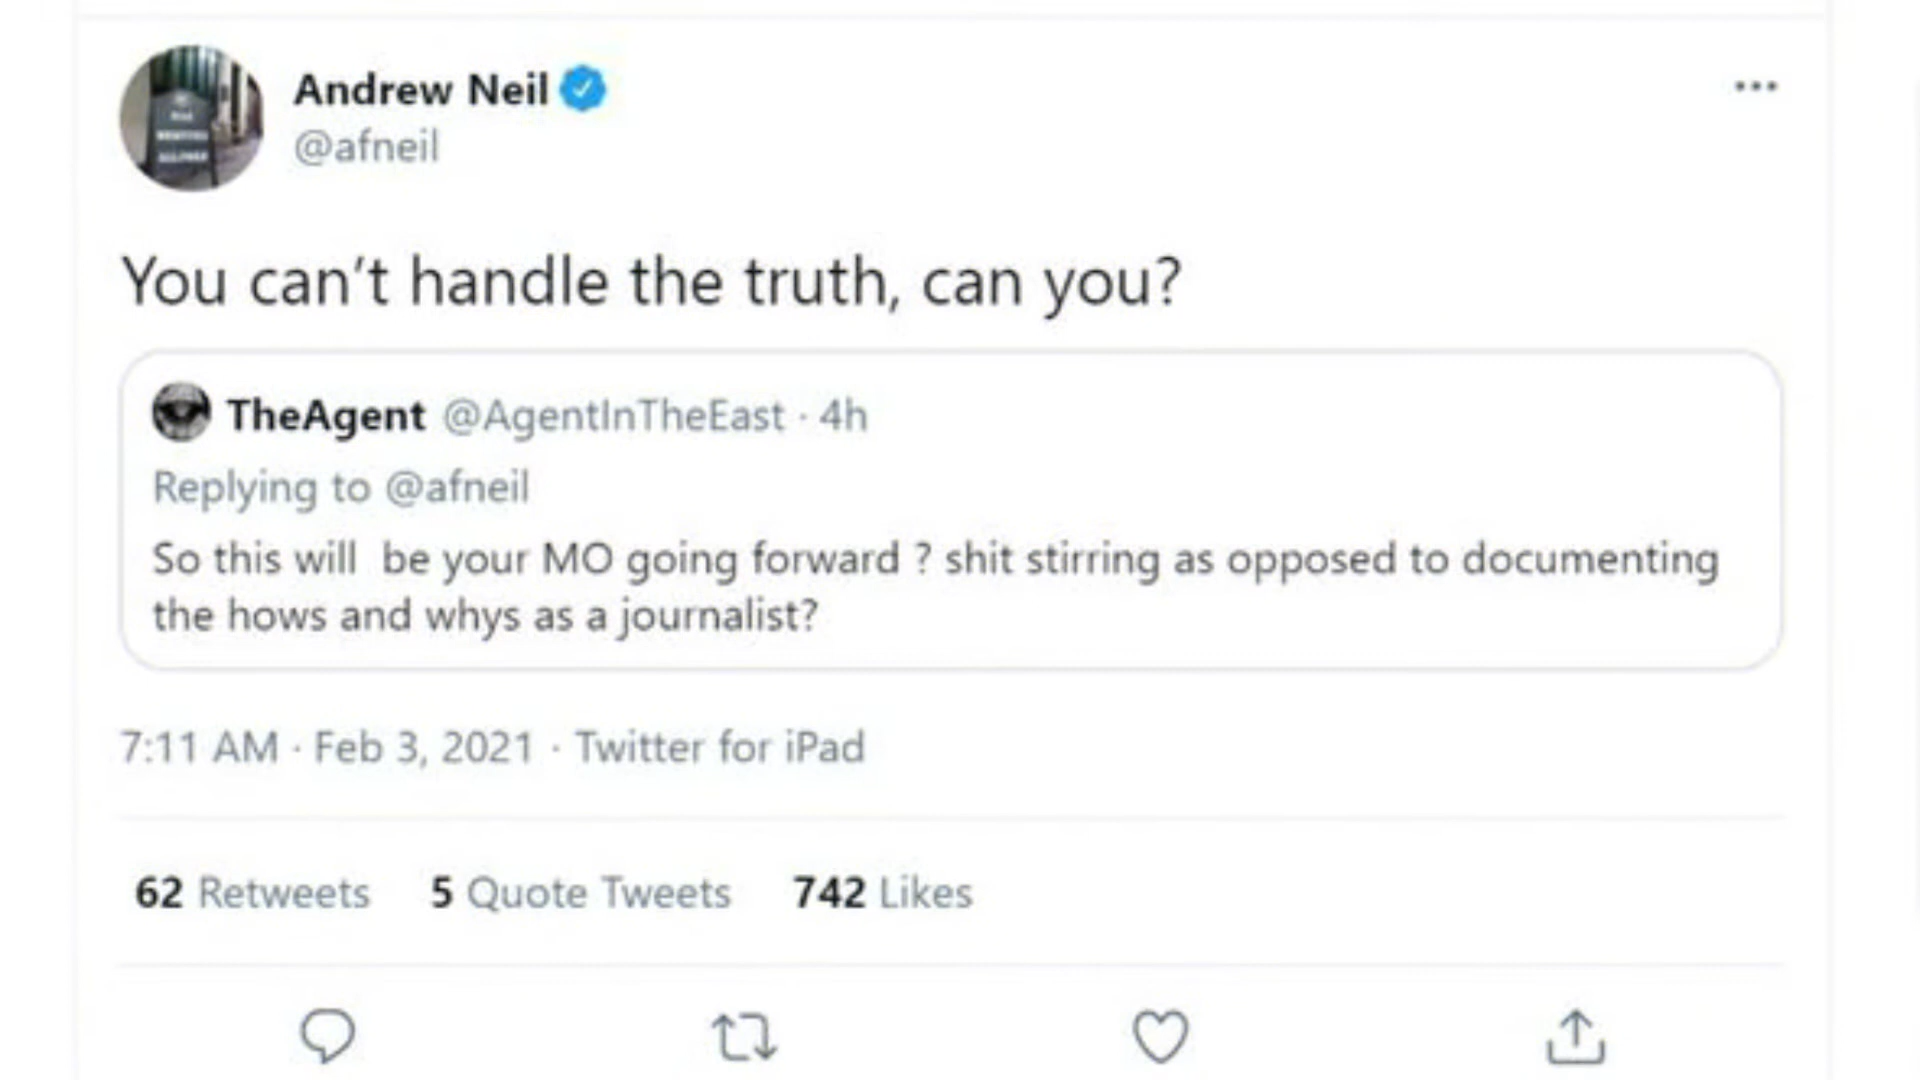 Andrew Neil
@afneil
You can't handle the truth, can you?
TheAgent @AgentInTheEast · 4h
Replying to @afneil
So this will be your MO going forward ? shit stirring as opposed to documenting
the hows and whys as a journalist?
7:11 AM · Feb 3, 2021 · Twitter for iPad
62 Retweets 5 Quote Tweets 742 Likes